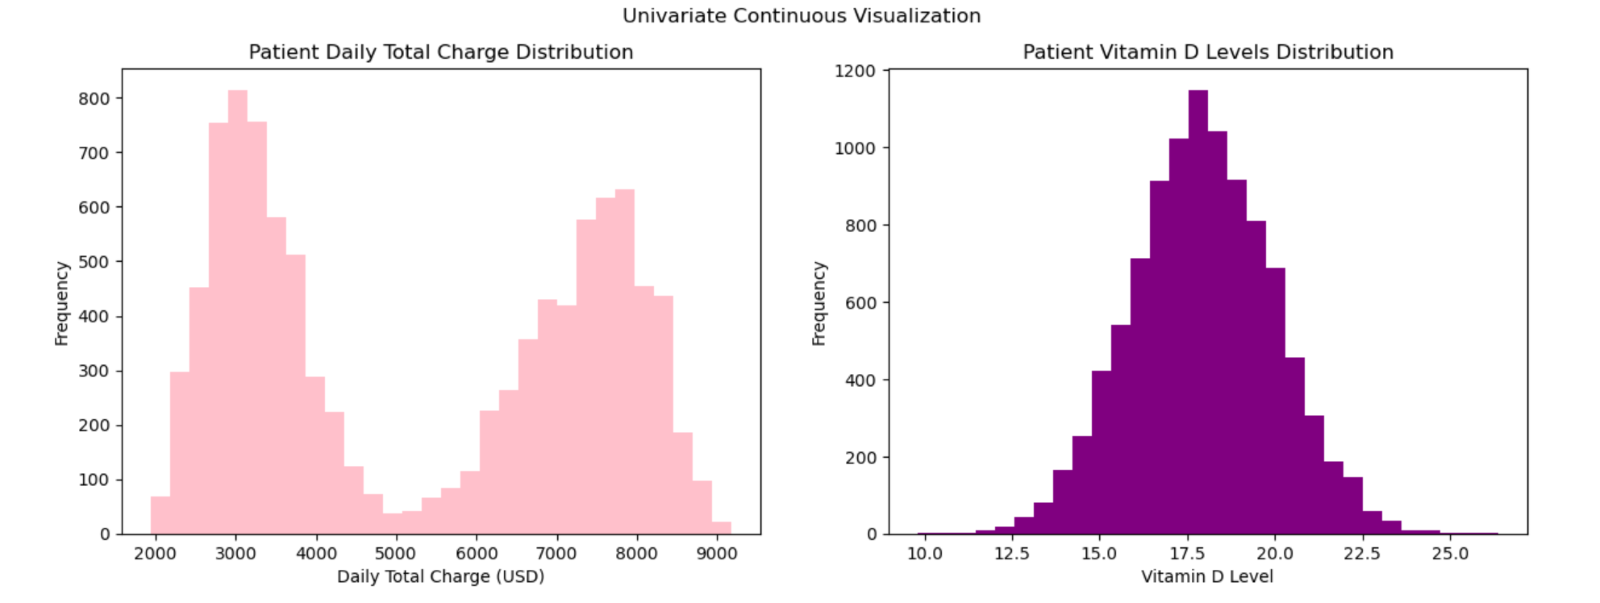 Univariate Continuous Visualization
Patient Daily Total Charge Distribution
800
700
600
500
400
300
200
100
0
Frequency
2000 3000 4000 5000 6000 7000 8000 9000
Daily Total Charge (USD)
Patient Vitamin D Levels Distribution
1200
1000
800
600
400
200
0
Frequency
10.0 12.5 15.0 17.5 20.0 22.5 25.0
Vitamin D Level